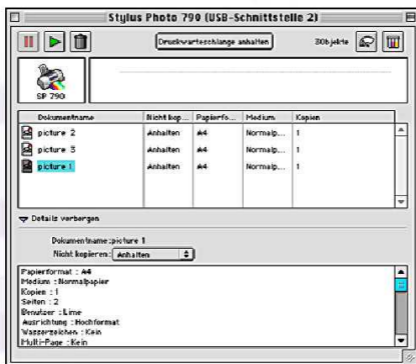 Stylus Photo 790 (USB-Schnittstelle 2)
Druckwarteschlange anhalten
3Objekte
SP 790
Dokumentname Nicht kop... Papierfo... Medium Kopien
picture 2 Anhalten A4 Normalp... 1
picture 3 Anhalten A4 Normalp... 1
picture 1 Anhalten A4 Normalp... 1
Details verbergen
Dokumentname:picture 1
Nicht kopieren: Anhalten
Papierformat : A4
Medium : Normalpapier
Kopien : 1
Seiten : 2
Benutzer : Lime
Ausrichtung : Hochformat
Wasserzeichen : Kein
Multi-Page : Kein